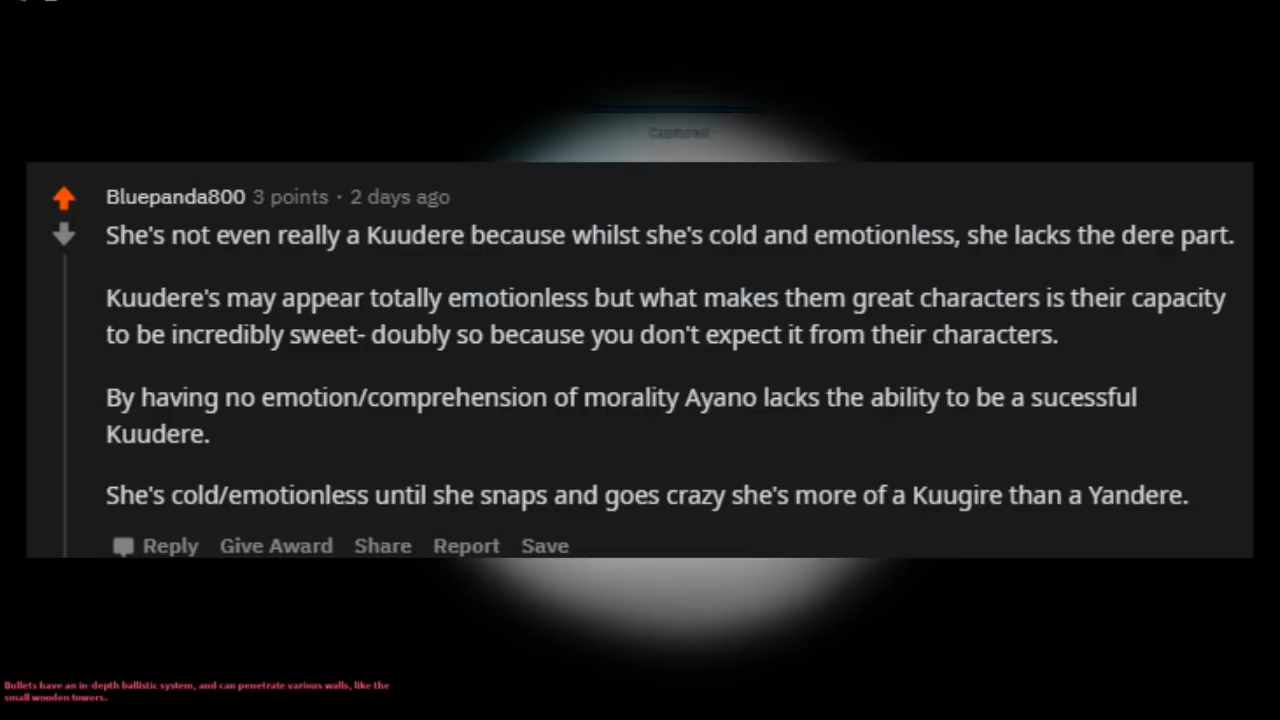 Captured
Bluepanda800 3 points · 2 days ago
She's not even really a Kuudere because whilst she's cold and emotionless, she lacks the dere part.
Kuudere's may appear totally emotionless but what makes them great characters is their capacity
to be incredibly sweet- doubly so because you don't expect it from their characters.
By having no emotion/comprehension of morality Ayano lacks the ability to be a sucessful
Kuudere.
She's cold/emotionless until she snaps and goes crazy she's more of a Kuugire than a Yandere.
Reply Give Award Share Report Save
Bullets have an in-depth ballistic system, and can penetrate various walls, like the
small wooden towers.